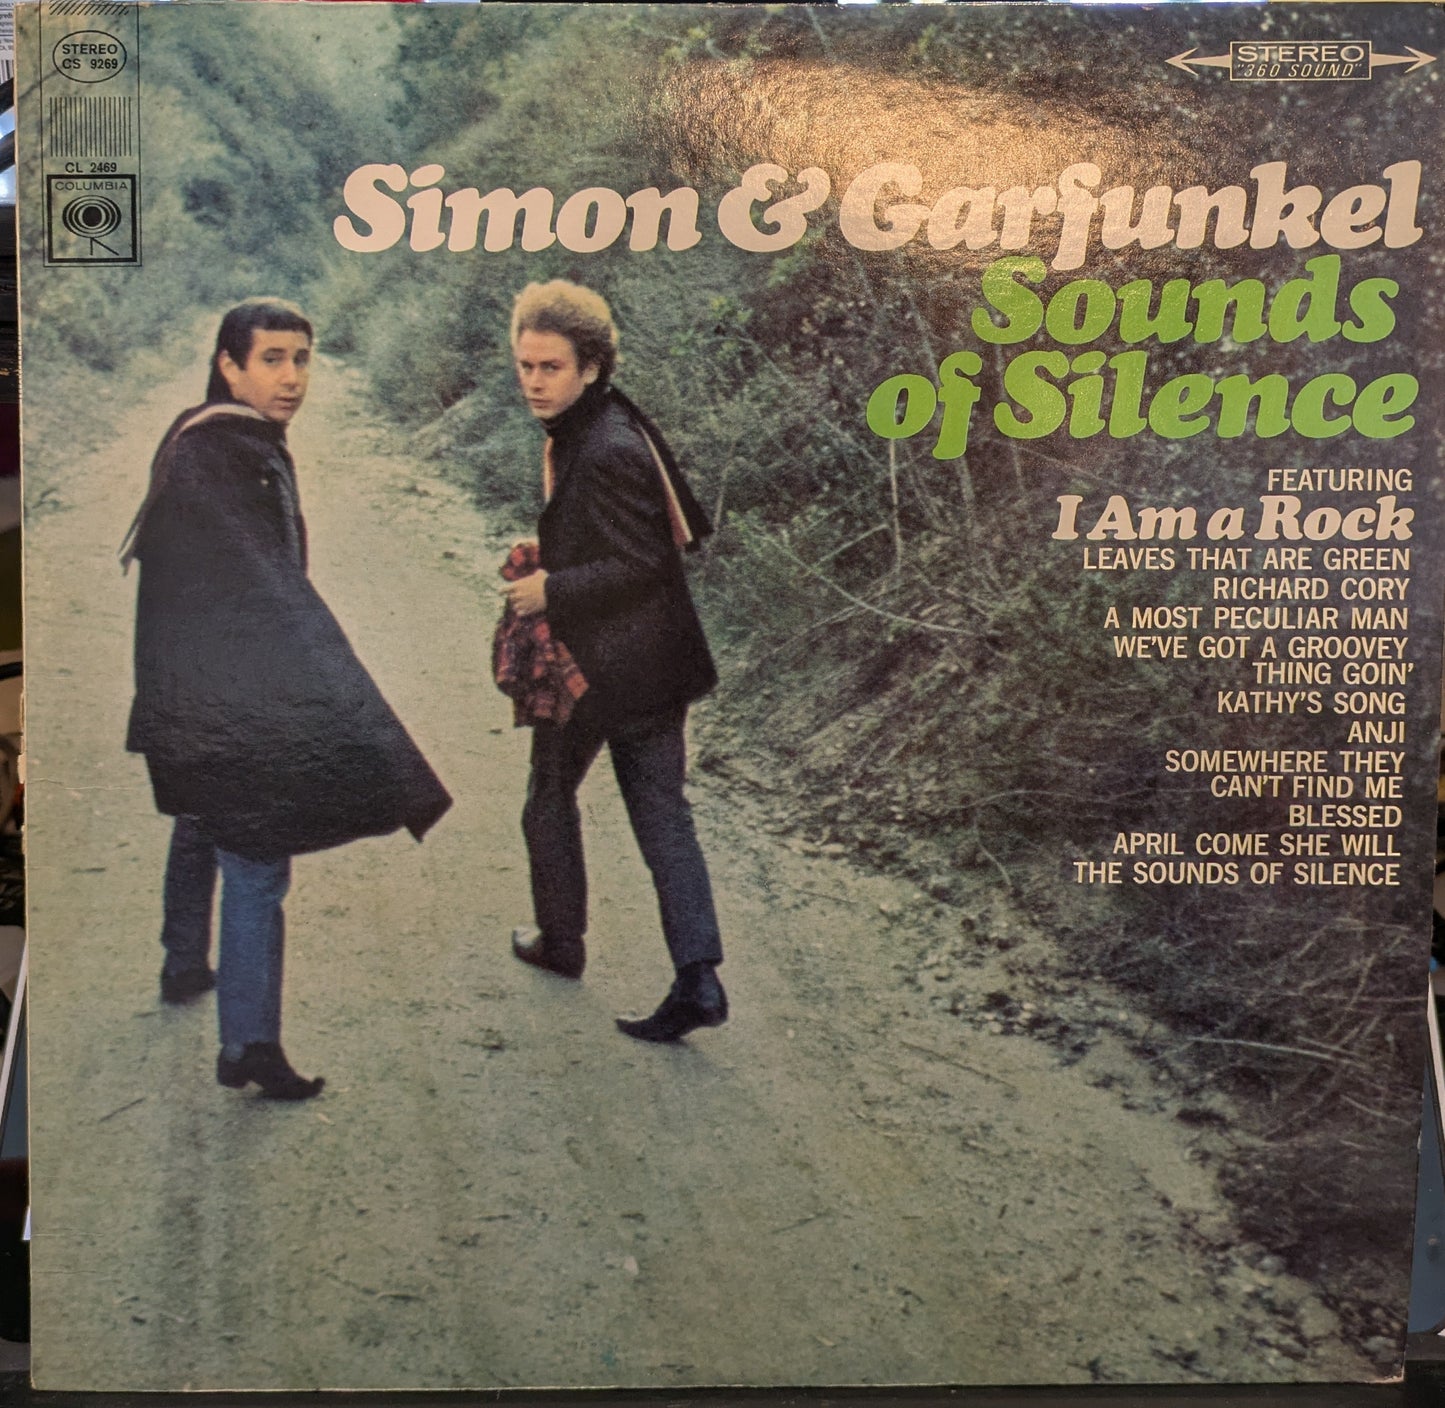 STEREO
CS 9269
CL 2469
COLUMBIA
STEREO
"360 SOUND"
Simon & Garfunkel
Sounds
of Silence
FEATURING
I Am a Rock
LEAVES THAT ARE GREEN
RICHARD CORY
A MOST PECULIAR MAN
WE'VE GOT A GROOVEY
THING GOIN'
KATHY'S SONG
ANJI
SOMEWHERE THEY
CAN'T FIND ME
BLESSED
APRIL COME SHE WILL
THE SOUNDS OF SILENCE